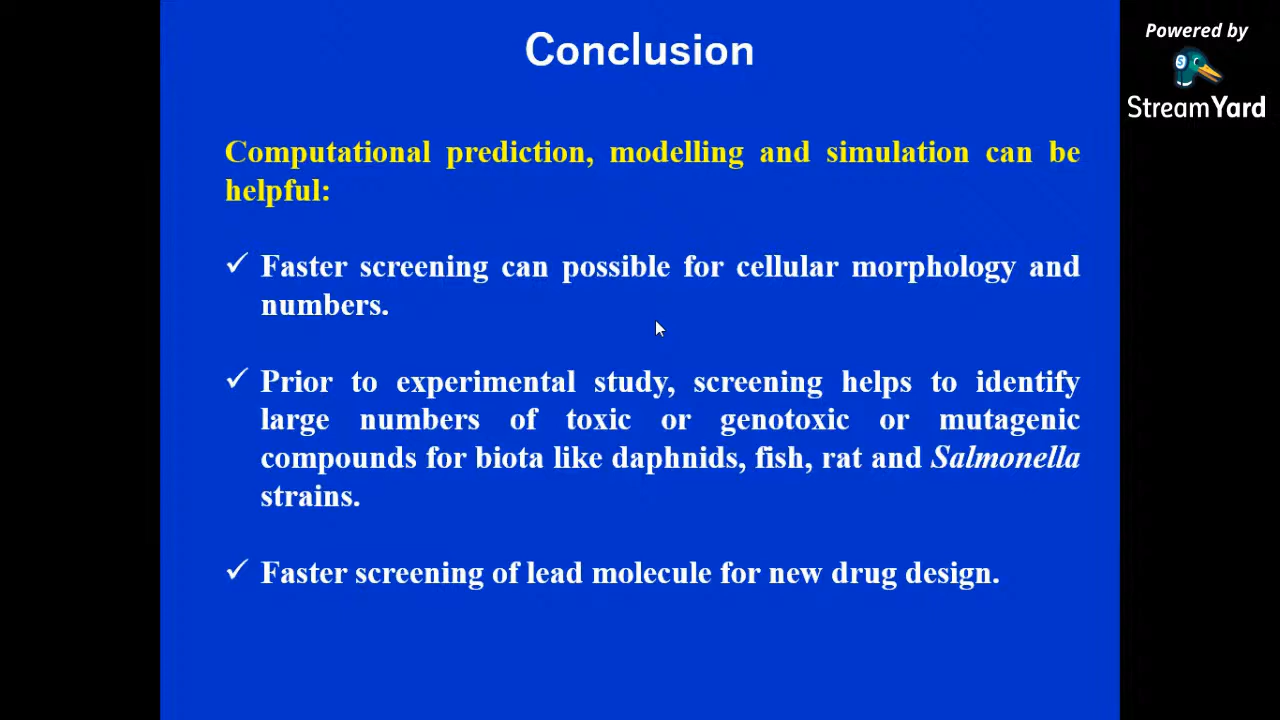 Conclusion
Powered by
StreamYard
Computational prediction, modelling and simulation can be
helpful:
✓ Faster screening can possible for cellular morphology and
numbers.
✓ Prior to experimental study, screening helps to identify
large numbers of toxic or genotoxic or mutagenic
compounds for biota like daphnids, fish, rat and Salmonella
strains.
✓ Faster screening of lead molecule for new drug design.